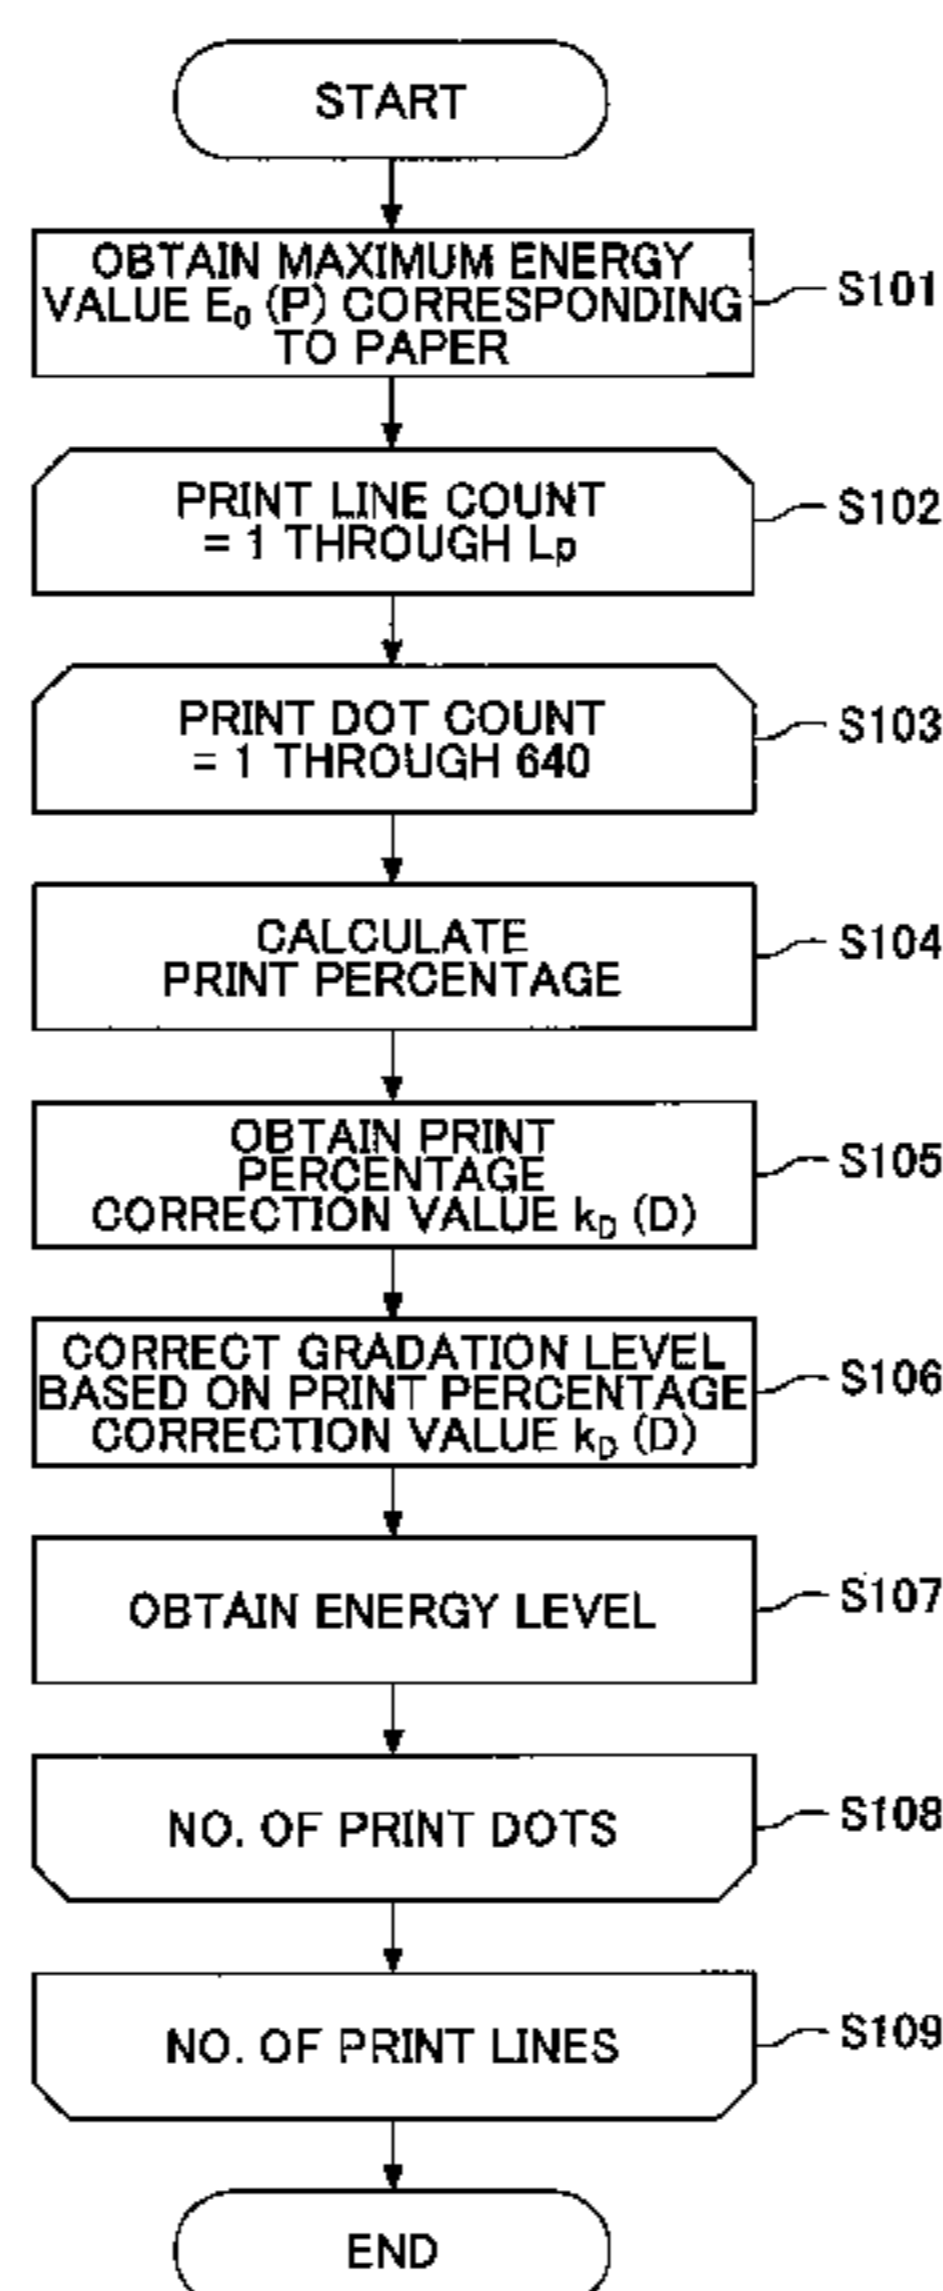 START
OBTAIN MAXIMUM ENERGY
VALUE E₀ (P) CORRESPONDING
TO PAPER
S101
PRINT LINE COUNT
= 1 THROUGH Lp
S102
PRINT DOT COUNT
= 1 THROUGH 640
S103
CALCULATE
PRINT PERCENTAGE
S104
OBTAIN PRINT
PERCENTAGE
CORRECTION VALUE k_D (D)
S105
CORRECT GRADATION LEVEL
BASED ON PRINT PERCENTAGE
CORRECTION VALUE k_D (D)
S106
OBTAIN ENERGY LEVEL
S107
NO. OF PRINT DOTS
S108
NO. OF PRINT LINES
S109
END